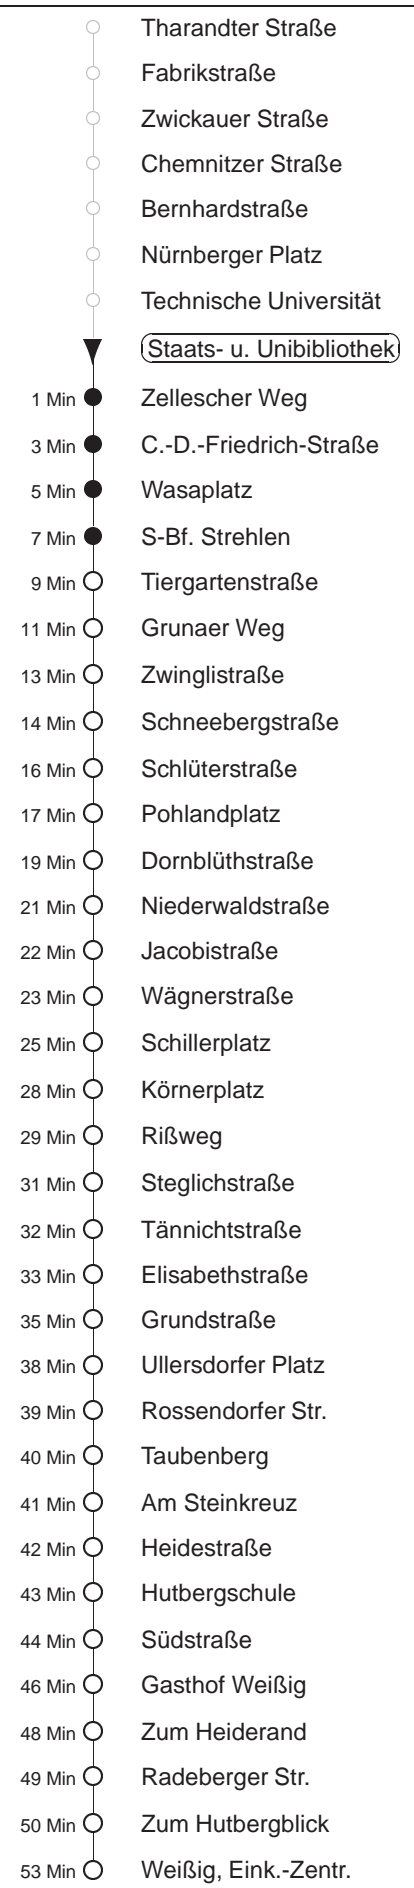 Tharandter Straße
Fabrikstraße
Zwickauer Straße
Chemnitzer Straße
Bernhardstraße
Nürnberger Platz
Technische Universität
Staats- u. Unibibliothek
1 Min Zellescher Weg
3 Min C.-D.-Friedrich-Straße
5 Min Wasaplatz
7 Min S-Bf. Strehlen
9 Min Tiergartenstraße
11 Min Grunaer Weg
13 Min Zwinglistraße
14 Min Schneebergstraße
16 Min Schlüterstraße
17 Min Pohlandplatz
19 Min Dornblüthstraße
21 Min Niederwaldstraße
22 Min Jacobistraße
23 Min Wägnerstraße
25 Min Schillerplatz
28 Min Körnerplatz
29 Min Rißweg
31 Min Steglichstraße
32 Min Tännichtstraße
33 Min Elisabethstraße
35 Min Grundstraße
38 Min Ullersdorfer Platz
39 Min Rossendorfer Str.
40 Min Taubenberg
41 Min Am Steinkreuz
42 Min Heidestraße
43 Min Hutbergschule
44 Min Südstraße
46 Min Gasthof Weißig
48 Min Zum Heiderand
49 Min Radeberger Str.
50 Min Zum Hutbergblick
53 Min Weißig, Eink.-Zentr.